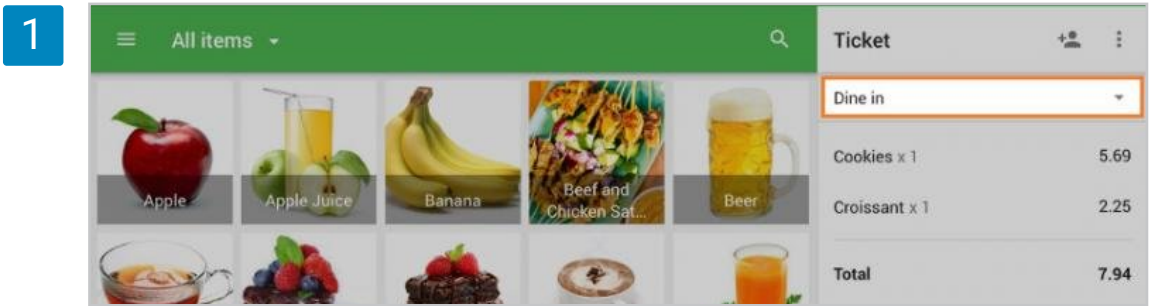 1
All items
Ticket
Dine in
Cookies x 1 5.69
Croissant x 1 2.25
Total 7.94
Apple
Apple Juice
Banana
Beef and
Chicken Sat...
Beer